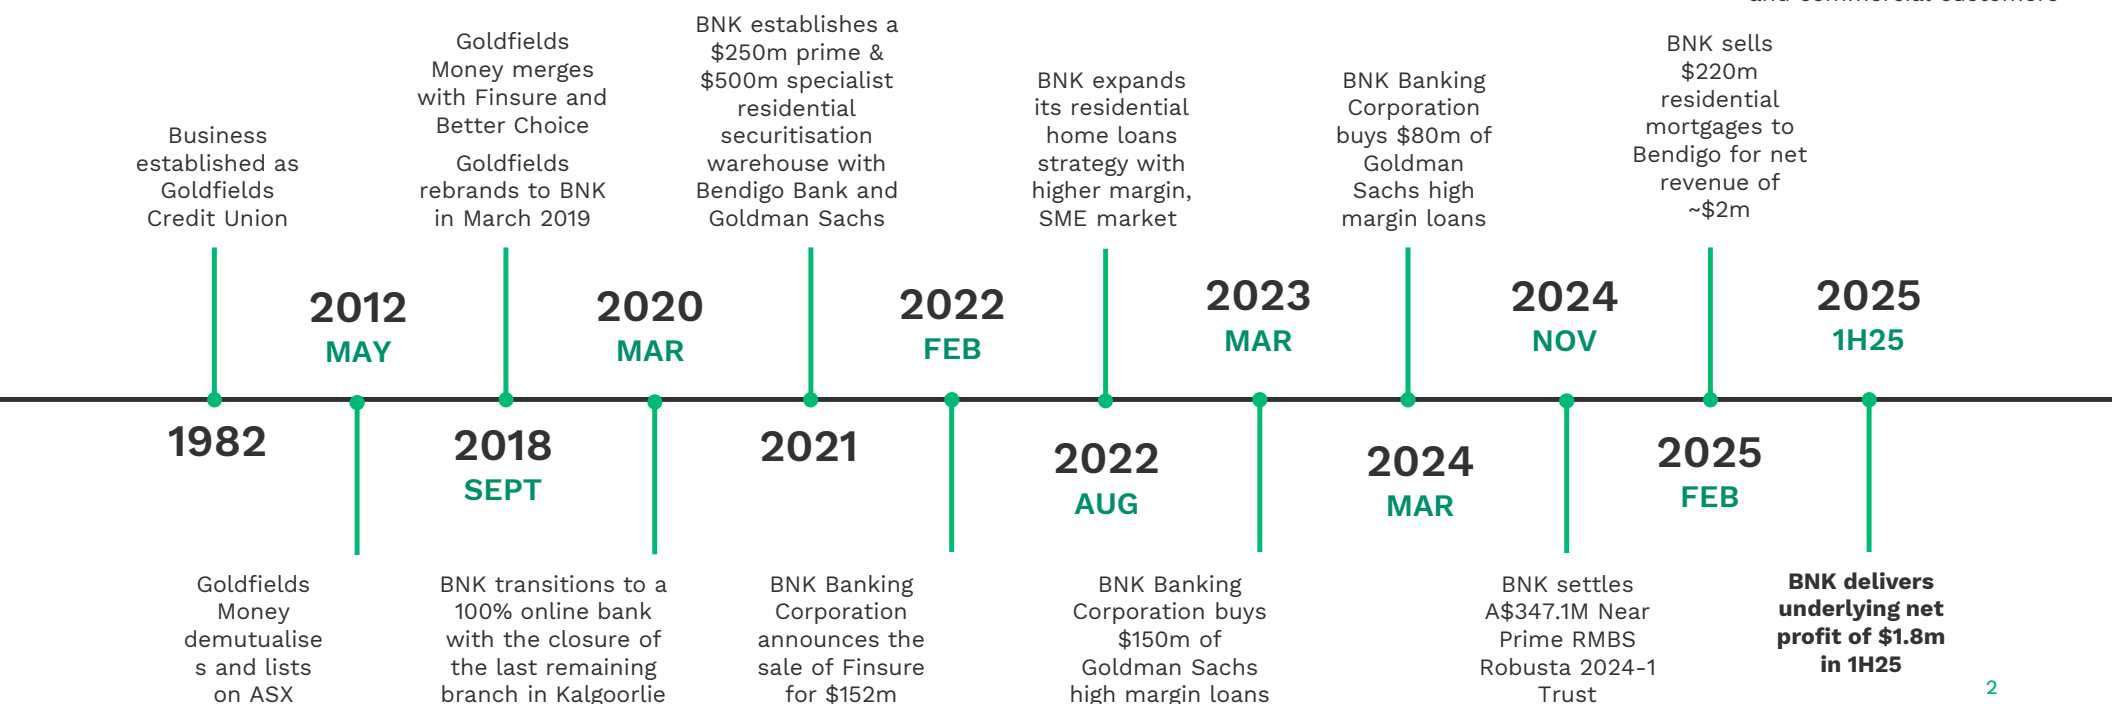 and commercial customers
Business
established as
Goldfields
Credit Union
1982
2012
MAY
Goldfields
Money
demutualise
s and lists
on ASX
Goldfields
Money merges
with Finsure and
Better Choice
Goldfields
rebrands to BNK
in March 2019
2018
SEPT
2020
MAR
BNK transitions to a
100% online bank
with the closure of
the last remaining
branch in Kalgoorlie
BNK establishes a
$250m prime &
$500m specialist
residential
securitisation
warehouse with
Bendigo Bank and
Goldman Sachs
2021
2022
FEB
BNK Banking
Corporation
announces the
sale of Finsure
for $152m
BNK expands
its residential
home loans
strategy with
higher margin,
SME market
2022
AUG
2023
MAR
BNK Banking
Corporation buys
$150m of
Goldman Sachs
high margin loans
BNK Banking
Corporation
buys $80m of
Goldman
Sachs high
margin loans
2024
MAR
2024
NOV
BNK settles
A$347.1M Near
Prime RMBS
Robusta 2024-1
Trust
BNK sells
$220m
residential
mortgages to
Bendigo for net
revenue of
~$2m
2025
FEB
2025
1H25
BNK delivers
underlying net
profit of $1.8m
in 1H25
2